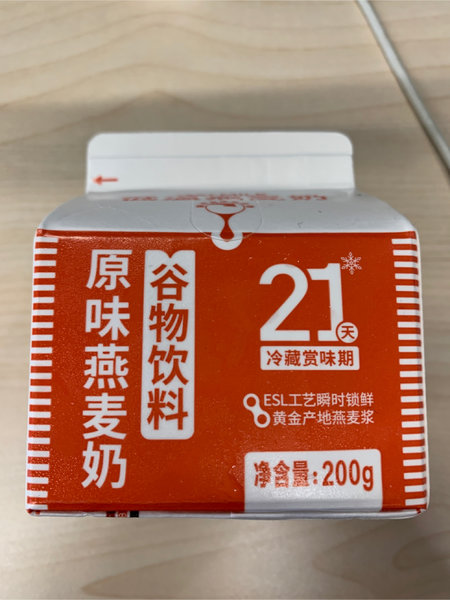 原味燕麦奶
谷物饮料
21天
冷藏赏味期
ESL工艺瞬时锁鲜
黄金产地燕麦浆
净含量:200g